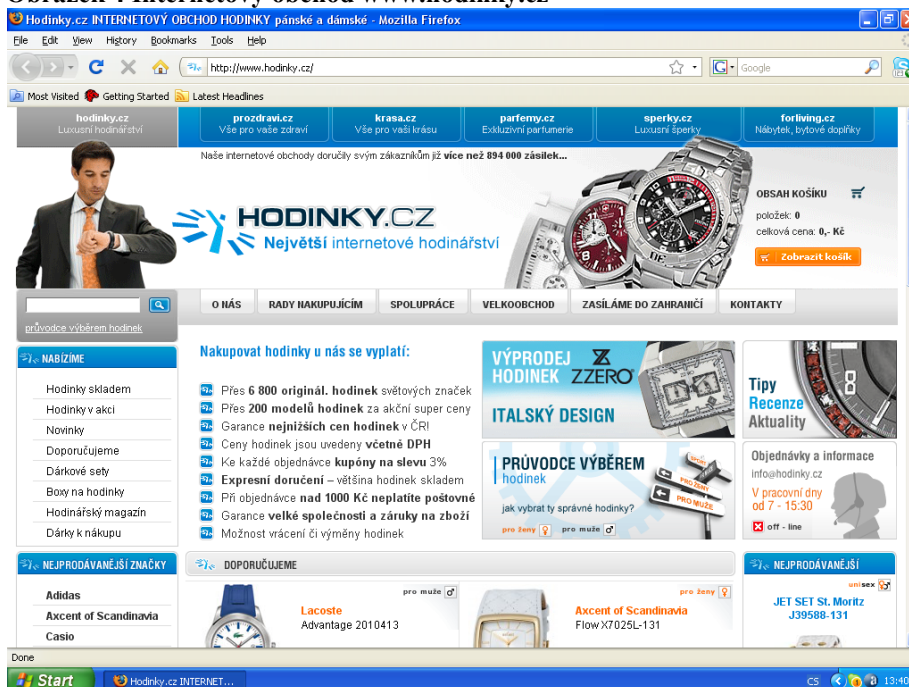 Obrázek 4 Internetový obchod www.hodinky.cz
Hodinky.cz INTERNETOVÝ OBCHOD HODINKY pánské a dámské - Mozilla Firefox
File Edit View History Bookmarks Tools Help
http://www.hodinky.cz/
Google
Most Visited Getting Started Latest Headlines
hodinky.cz
Luxusní hodinářství
prozdravi.cz
Vše pro vaše zdraví
krasa.cz
Vše pro vaši krásu
parfemy.cz
Exkluzivní parfumerie
sperky.cz
Luxusní šperky
forliving.cz
Nábytek, bytové doplňky
Naše internetové obchody doručily svým zákazníkům již více než 894 000 zásilek...
HODINKY.CZ
Největší internetové hodinářství
OBSAH KOŠÍKU
položek: 0
celková cena: 0,- Kč
Zobrazit košík
průvodce výběrem hodinek
O NÁS RADY NAKUPUJÍCÍM SPOLUPRÁCE VELKOOBCHOD ZASÍLÁME DO ZAHRANIČÍ KONTAKTY
NABÍZÍME
Hodinky skladem
Hodinky v akci
Novinky
Doporučujeme
Dárkové sety
Boxy na hodinky
Hodinářský magazín
Dárky k nákupu
Nakupovat hodinky u nás se vyplatí:
Přes 6 800 originál. hodinek světových značek
Přes 200 modelů hodinek za akční super ceny
Garance nejnižších cen hodinek v ČR!
Ceny hodinek jsou uvedeny včetně DPH
Ke každé objednávce kupóny na slevu 3%
Expresní doručení – většina hodinek skladem
Při objednávce nad 1000 Kč neplatíte poštovné
Garance velké společnosti a záruky na zboží
Možnost vrácení či výměny hodinek
VÝPRODEJ
HODINEK ZZERO
ITALSKÝ DESIGN
Tipy
Recenze
Aktuality
PRŮVODCE VÝBĚREM
hodinek
jak vybrat ty správné hodinky?
pro ženy pro muže
SPORT
PRO ŽENY
PRO MUŽE
Objednávky a informace
info@hodinky.cz
V pracovní dny
od 7 - 15:30
off - line
NEJPRODÁVANĚJŠÍ ZNAČKY
Adidas
Axcent of Scandinavia
Casio
DOPORUČUJEME
pro muže
Lacoste
Advantage 2010413
pro ženy
Axcent of Scandinavia
Flow X7025L-131
NEJPRODÁVANĚJŠÍ
unisex
JET SET St. Moritz
J39588-131
Done
Start
Hodinky.cz INTERNET...
CS
13:40